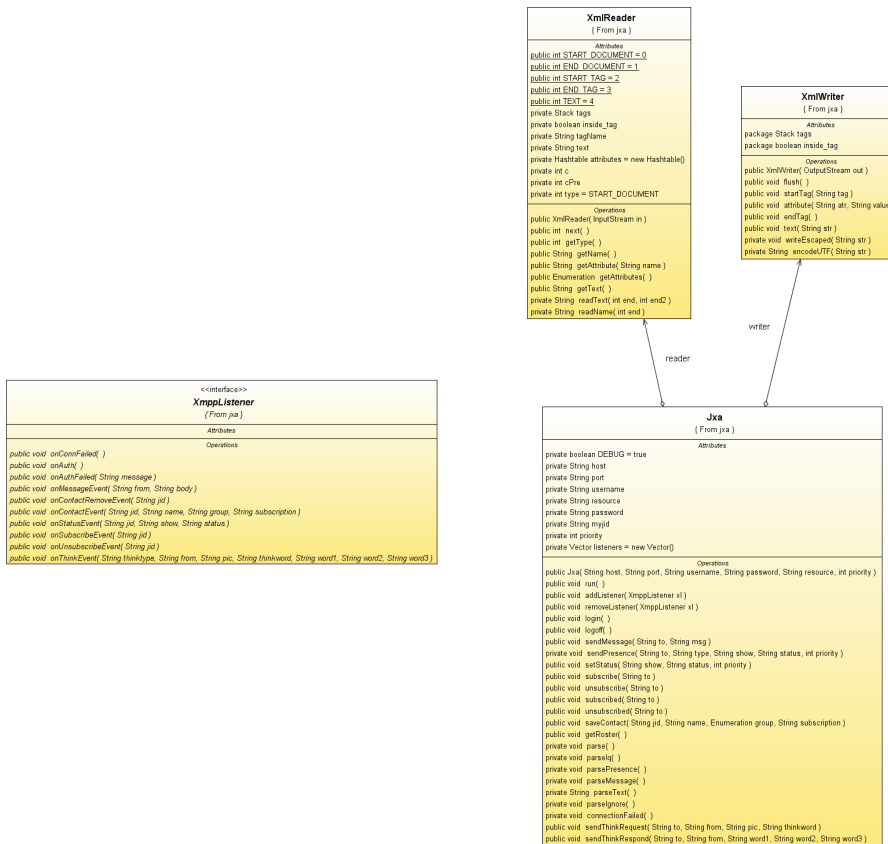 XmlReader
{ From jxa }
Attributes
public int START_DOCUMENT = 0
public int END_DOCUMENT = 1
public int START_TAG = 2
public int END_TAG = 3
public int TEXT = 4
private Stack tags
private boolean inside_tag
private String tagName
private String text
private Hashtable attributes = new Hashtable()
private int c
private int cPre
private int type = START_DOCUMENT
Operations
public XmlReader( InputStream in )
public int next( )
public int getType( )
public String getName( )
public String getAttribute( String name )
public Enumeration getAttributes( )
public String getText( )
private String readText( int end, int end2 )
private String readName( int end )
XmlWriter
{ From jxa }
Attributes
package Stack tags
package boolean inside_tag
Operations
public XmlWriter( OutputStream out )
public void flush( )
public void startTag( String tag )
public void attribute( String atr, String value
public void endTag( )
public void text( String str )
private void writeEscaped( String str )
private String encodeUTF( String str )
writer
reader
<<interface>>
XmppListener
{ From jxa }
Attributes
Operations
public void onConnFailed( )
public void onAuth( )
public void onAuthFailed( String message )
public void onMessageEvent( String from, String body )
public void onContactRemoveEvent( String jid )
public void onContactEvent( String jid, String name, String group, String subscription )
public void onStatusEvent( String jid, String show, String status )
public void onSubscribeEvent( String jid )
public void onUnsubscribeEvent( String jid )
public void onThinkEvent( String thinktype, String from, String pic, String thinkword, String word1, String word2, String word3 )
Jxa
{ From jxa }
Attributes
private boolean DEBUG = true
private String host
private String port
private String username
private String resource
private String password
private String myjid
private int priority
private Vector listeners = new Vector()
Operations
public Jxa( String host, String port, String username, String password, String resource, int priority )
public void run( )
public void addListener( XmppListener xl )
public void removeListener( XmppListener xl )
public void login( )
public void logoff( )
public void sendMessage( String to, String msg )
private void sendPresence( String to, String type, String show, String status, int priority )
public void setStatus( String show, String status, int priority )
public void subscribe( String to )
public void unsubscribe( String to )
public void subscribed( String to )
public void unsubscribed( String to )
public void saveContact( String jid, String name, Enumeration group, String subscription )
public void getRoster( )
private void parse( )
private void parseIq( )
private void parsePresence( )
private void parseMessage( )
private String parseText( )
private void parseIgnore( )
private void connectionFailed( )
public void sendThinkRequest( String to, String from, String pic, String thinkword )
public void sendThinkRespond( String to, String from, String word1, String word2, String word3 )